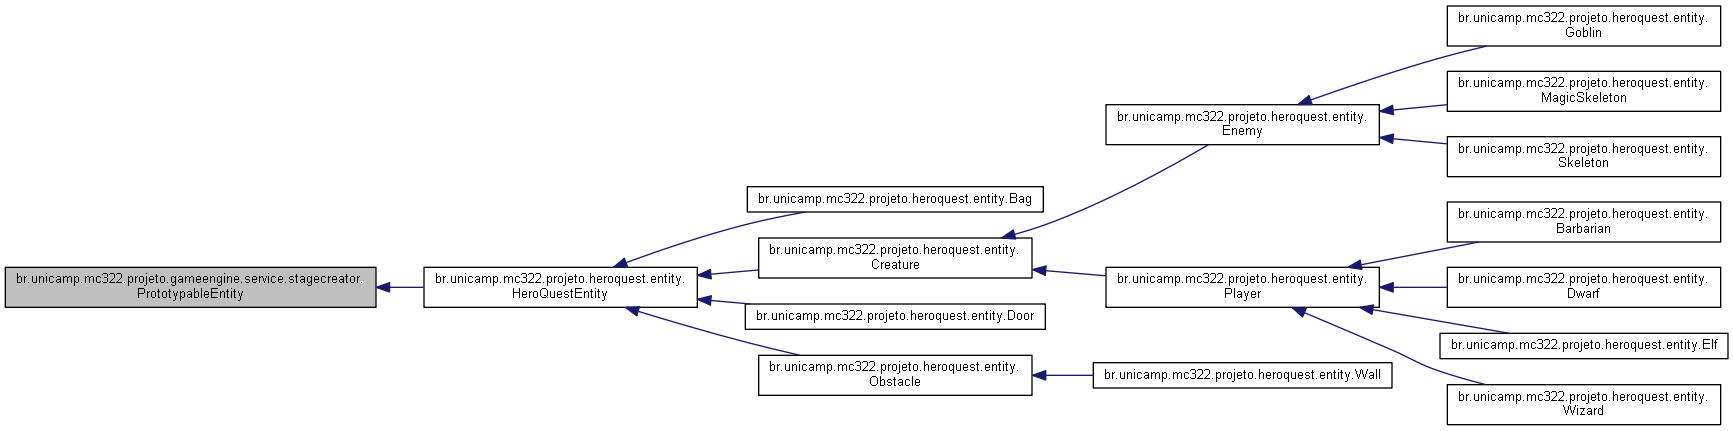 br.unicamp.mc322.projeto.heroquest.entity.
Goblin
br.unicamp.mc322.projeto.heroquest.entity.
MagicSkeleton
br.unicamp.mc322.projeto.heroquest.entity.
Enemy
br.unicamp.mc322.projeto.heroquest.entity.
Skeleton
br.unicamp.mc322.projeto.heroquest.entity.Bag
br.unicamp.mc322.projeto.heroquest.entity.
Barbarian
br.unicamp.mc322.projeto.heroquest.entity.
Creature
br.unicamp.mc322.projeto.gameengine.service.stagecreator.
PrototypableEntity
br.unicamp.mc322.projeto.heroquest.entity.
HeroQuestEntity
br.unicamp.mc322.projeto.heroquest.entity.
Player
br.unicamp.mc322.projeto.heroquest.entity.
Dwarf
br.unicamp.mc322.projeto.heroquest.entity.Door
br.unicamp.mc322.projeto.heroquest.entity.Elf
br.unicamp.mc322.projeto.heroquest.entity.
Obstacle
br.unicamp.mc322.projeto.heroquest.entity.Wall
br.unicamp.mc322.projeto.heroquest.entity.
Wizard